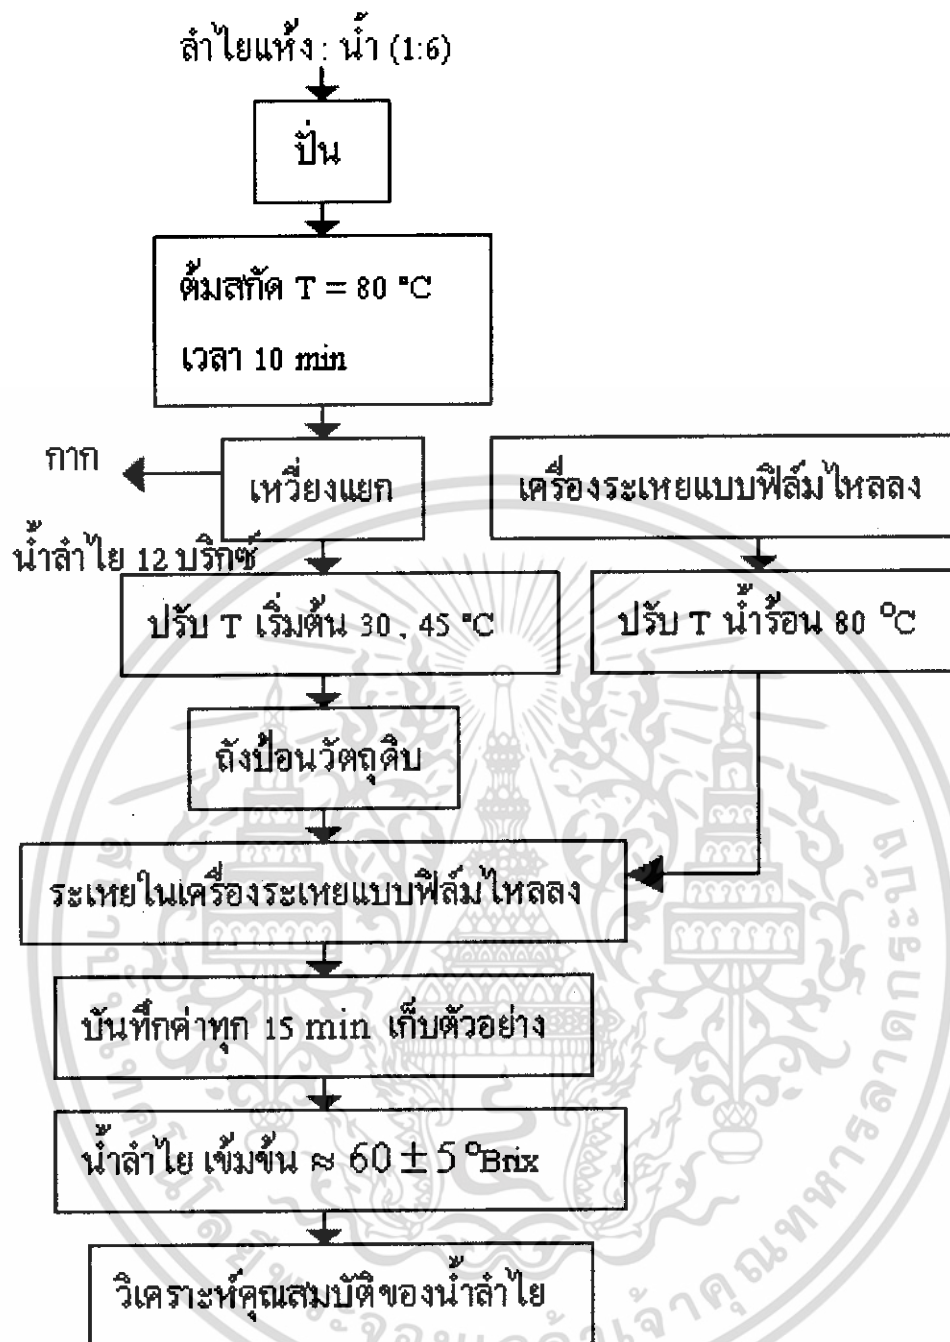 ลำไยแห้ง : น้ำ (1:6)
ปั่น
ต้มสกัด T = 80 °C
เวลา 10 min
กาก
เหวี่ยงแยก
เครื่องระเหยแบบฟิล์มไหลลง
น้ำลำไย 12 บริกซ์
ปรับ T เริ่มต้น 30 , 45 °C
ปรับ T น้ำร้อน 80 °C
ถังป้อนวัตถุดิบ
ระเหยในเครื่องระเหยแบบฟิล์มไหลลง
บันทึกค่าทุก 15 min เก็บตัวอย่าง
น้ำลำไย เข้มข้น ≈ 60 ± 5 °Brix
วิเคราะห์คุณสมบัติของน้ำลำไย